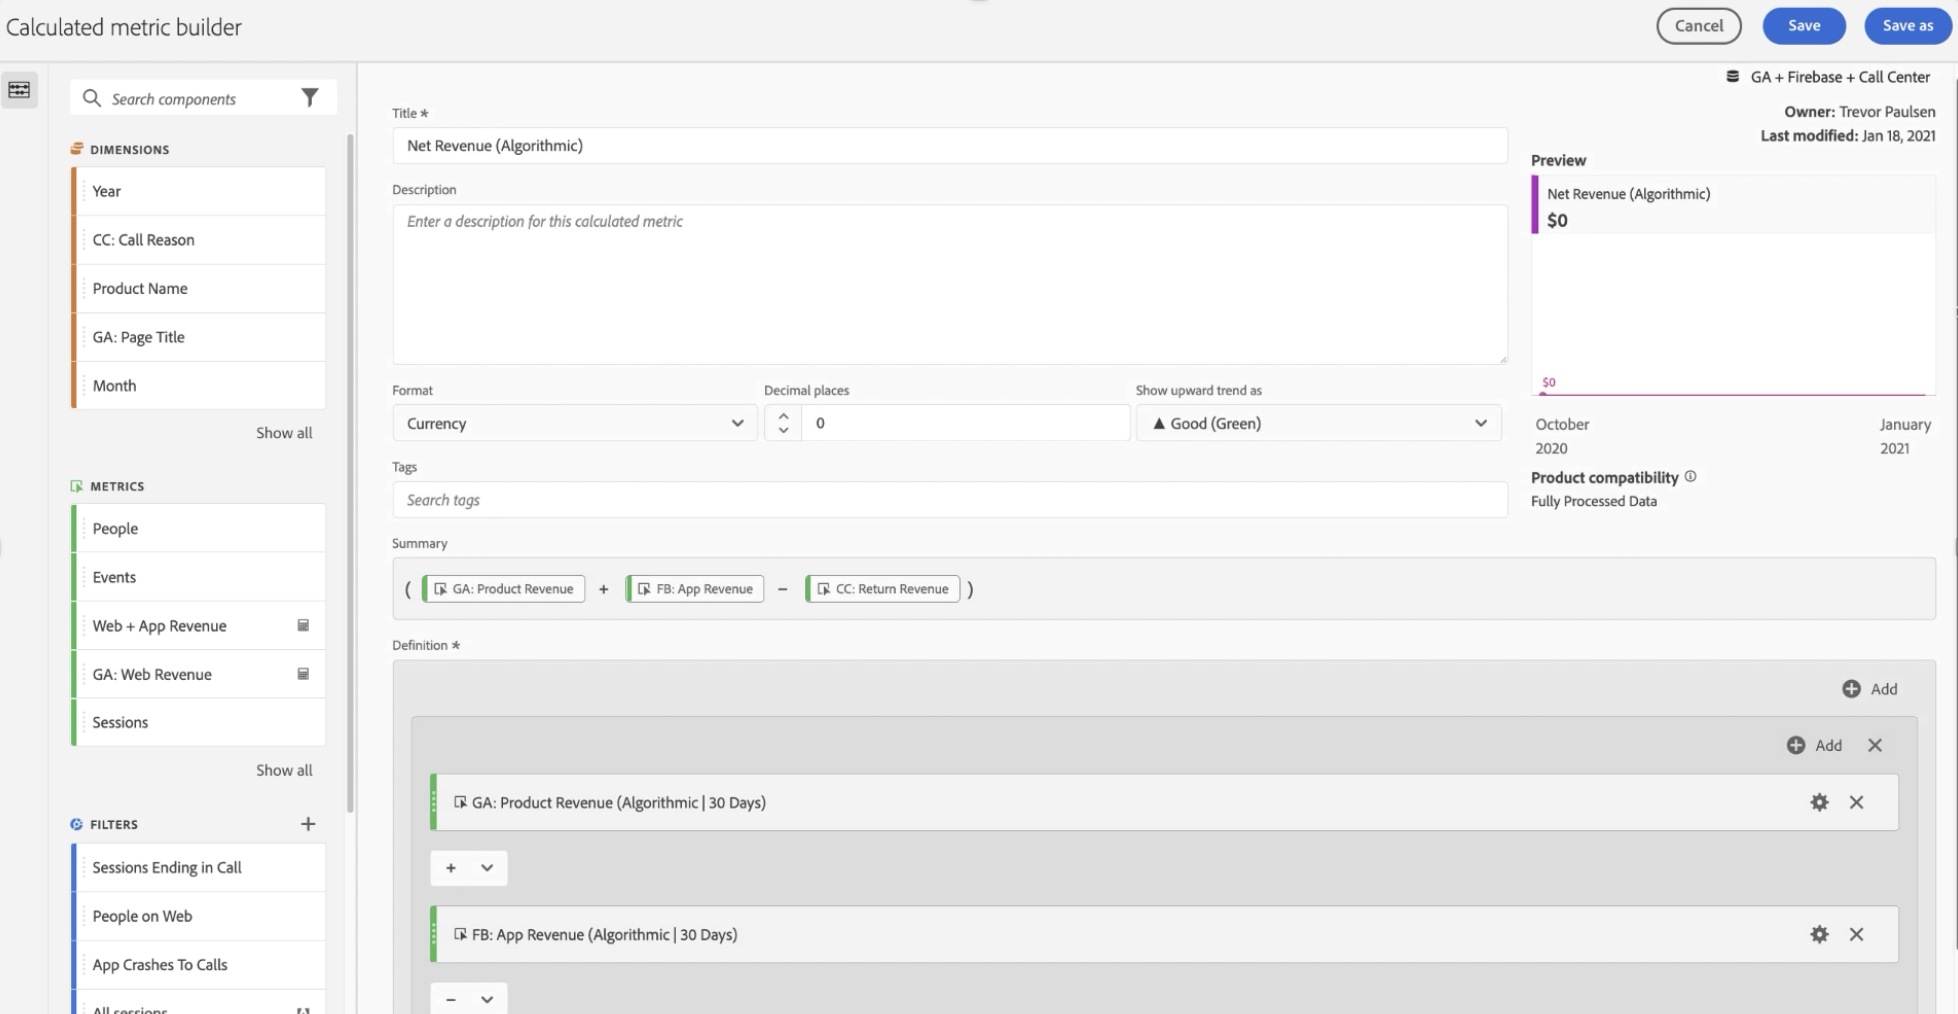 Calculated metric builder
Cancel
Save
Save as
Search components
DIMENSIONS
Year
CC: Call Reason
Product Name
GA: Page Title
Month
Show all
METRICS
People
Events
Web + App Revenue
GA: Web Revenue
Sessions
Show all
FILTERS
+
Sessions Ending in Call
People on Web
App Crashes To Calls
All sessions
Title *
Net Revenue (Algorithmic)
Description
Enter a description for this calculated metric
Format
Currency
Decimal places
0
Show upward trend as
▲ Good (Green)
Tags
Search tags
Summary
( GA: Product Revenue + FB: App Revenue − CC: Return Revenue )
Definition *
Add
Add
GA: Product Revenue (Algorithmic | 30 Days)
+
FB: App Revenue (Algorithmic | 30 Days)
−
GA + Firebase + Call Center
Owner: Trevor Paulsen
Last modified: Jan 18, 2021
Preview
Net Revenue (Algorithmic)
$0
$0
October
2020
January
2021
Product compatibility
Fully Processed Data